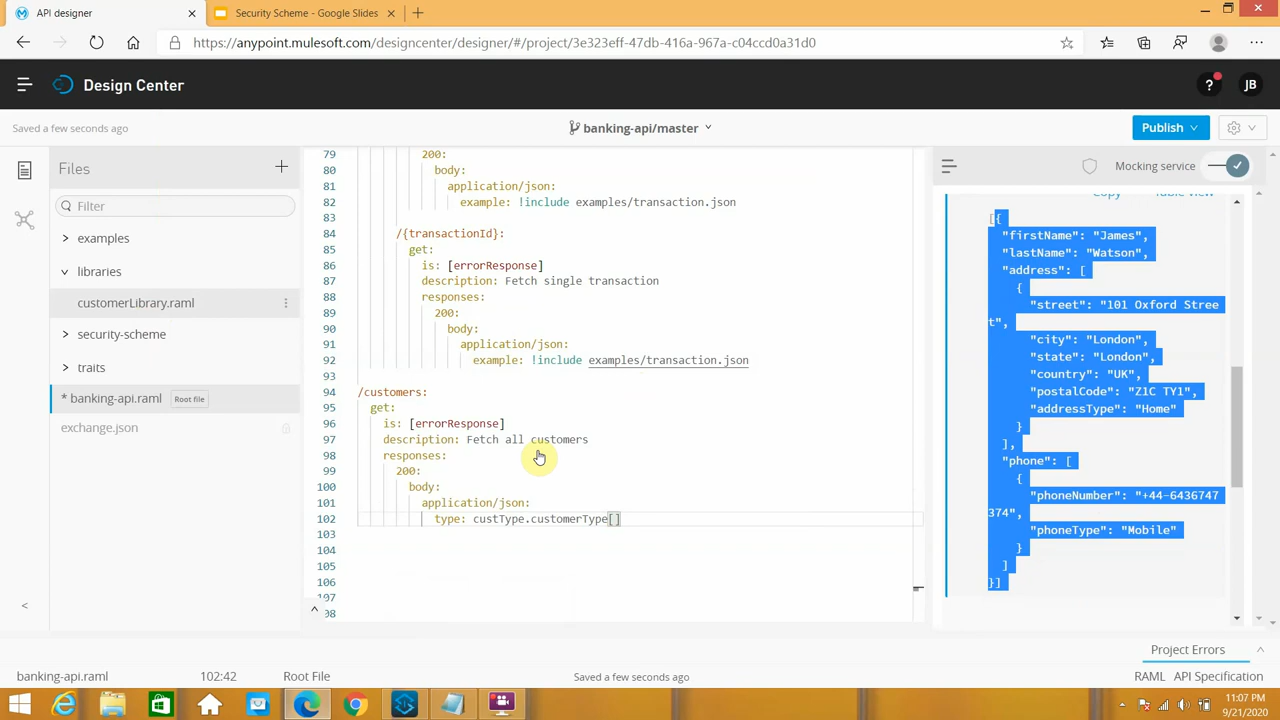 API designer
Security Scheme - Google Slides
https://anypoint.mulesoft.com/designcenter/designer/#/project/3e323eff-47db-416a-967a-c04ccd0a31d0
Design Center
?
JB
Saved a few seconds ago
banking-api/master
Publish
Files
Mocking service
Filter
examples
libraries
customerLibrary.raml
security-scheme
traits
* banking-api.raml
Root file
exchange.json
79 200:
80 body:
81 application/json:
82 example: !include examples/transaction.json
83
84 /{transactionId}:
85 get:
86 is: [errorResponse]
87 description: Fetch single transaction
88 responses:
89 200:
90 body:
91 application/json:
92 example: !include examples/transaction.json
93
94 /customers:
95 get:
96 is: [errorResponse]
97 description: Fetch all customers
98 responses:
99 200:
100 body:
101 application/json:
102 type: custType.customerType[]
103
104
105
106
107
08
Copy Table view
[{
"firstName": "James",
"lastName": "Watson",
"address": [
{
"street": "101 Oxford Stree
t",
"city": "London",
"state": "London",
"country": "UK",
"postalCode": "Z1C TY1",
"addressType": "Home"
}
],
"phone": [
{
"phoneNumber": "+44-6436747
374",
"phoneType": "Mobile"
}
]
}]
Project Errors
banking-api.raml
102:42
Root File
Saved a few seconds ago
RAML API Specification
11:07 PM
9/21/2020